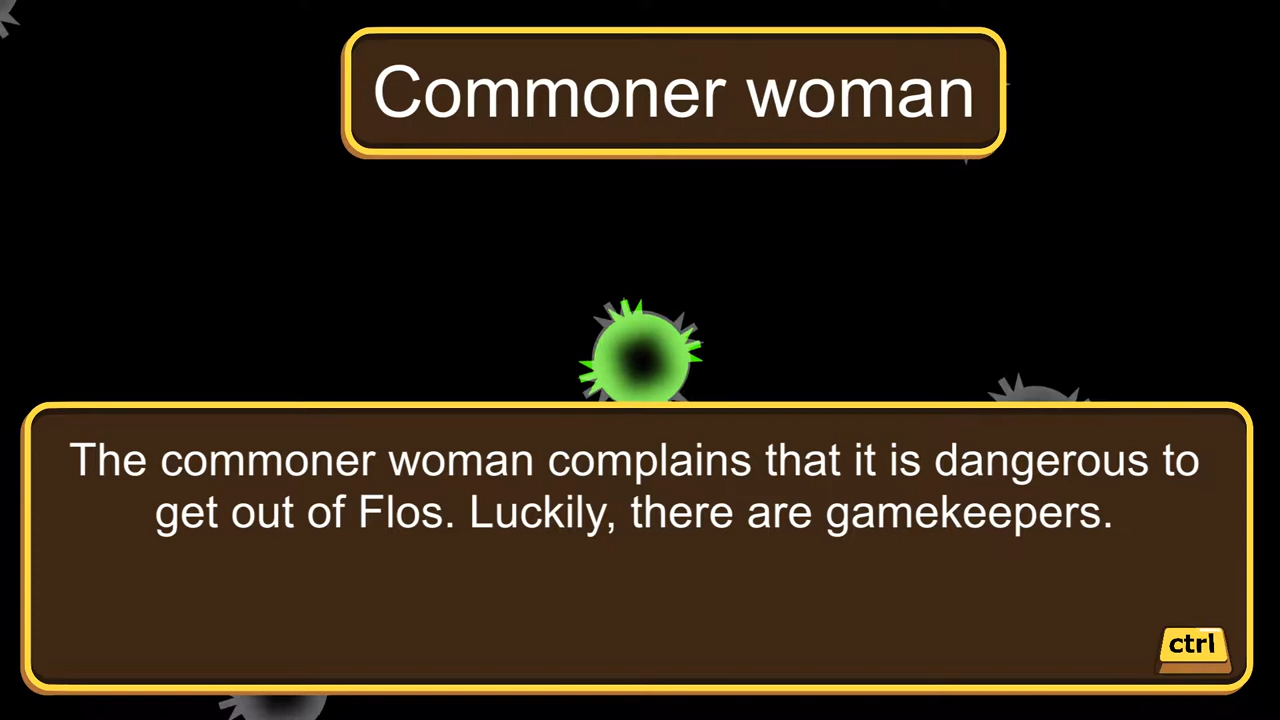 Commoner woman
The commoner woman complains that it is dangerous to
get out of Flos. Luckily, there are gamekeepers.
ctrl